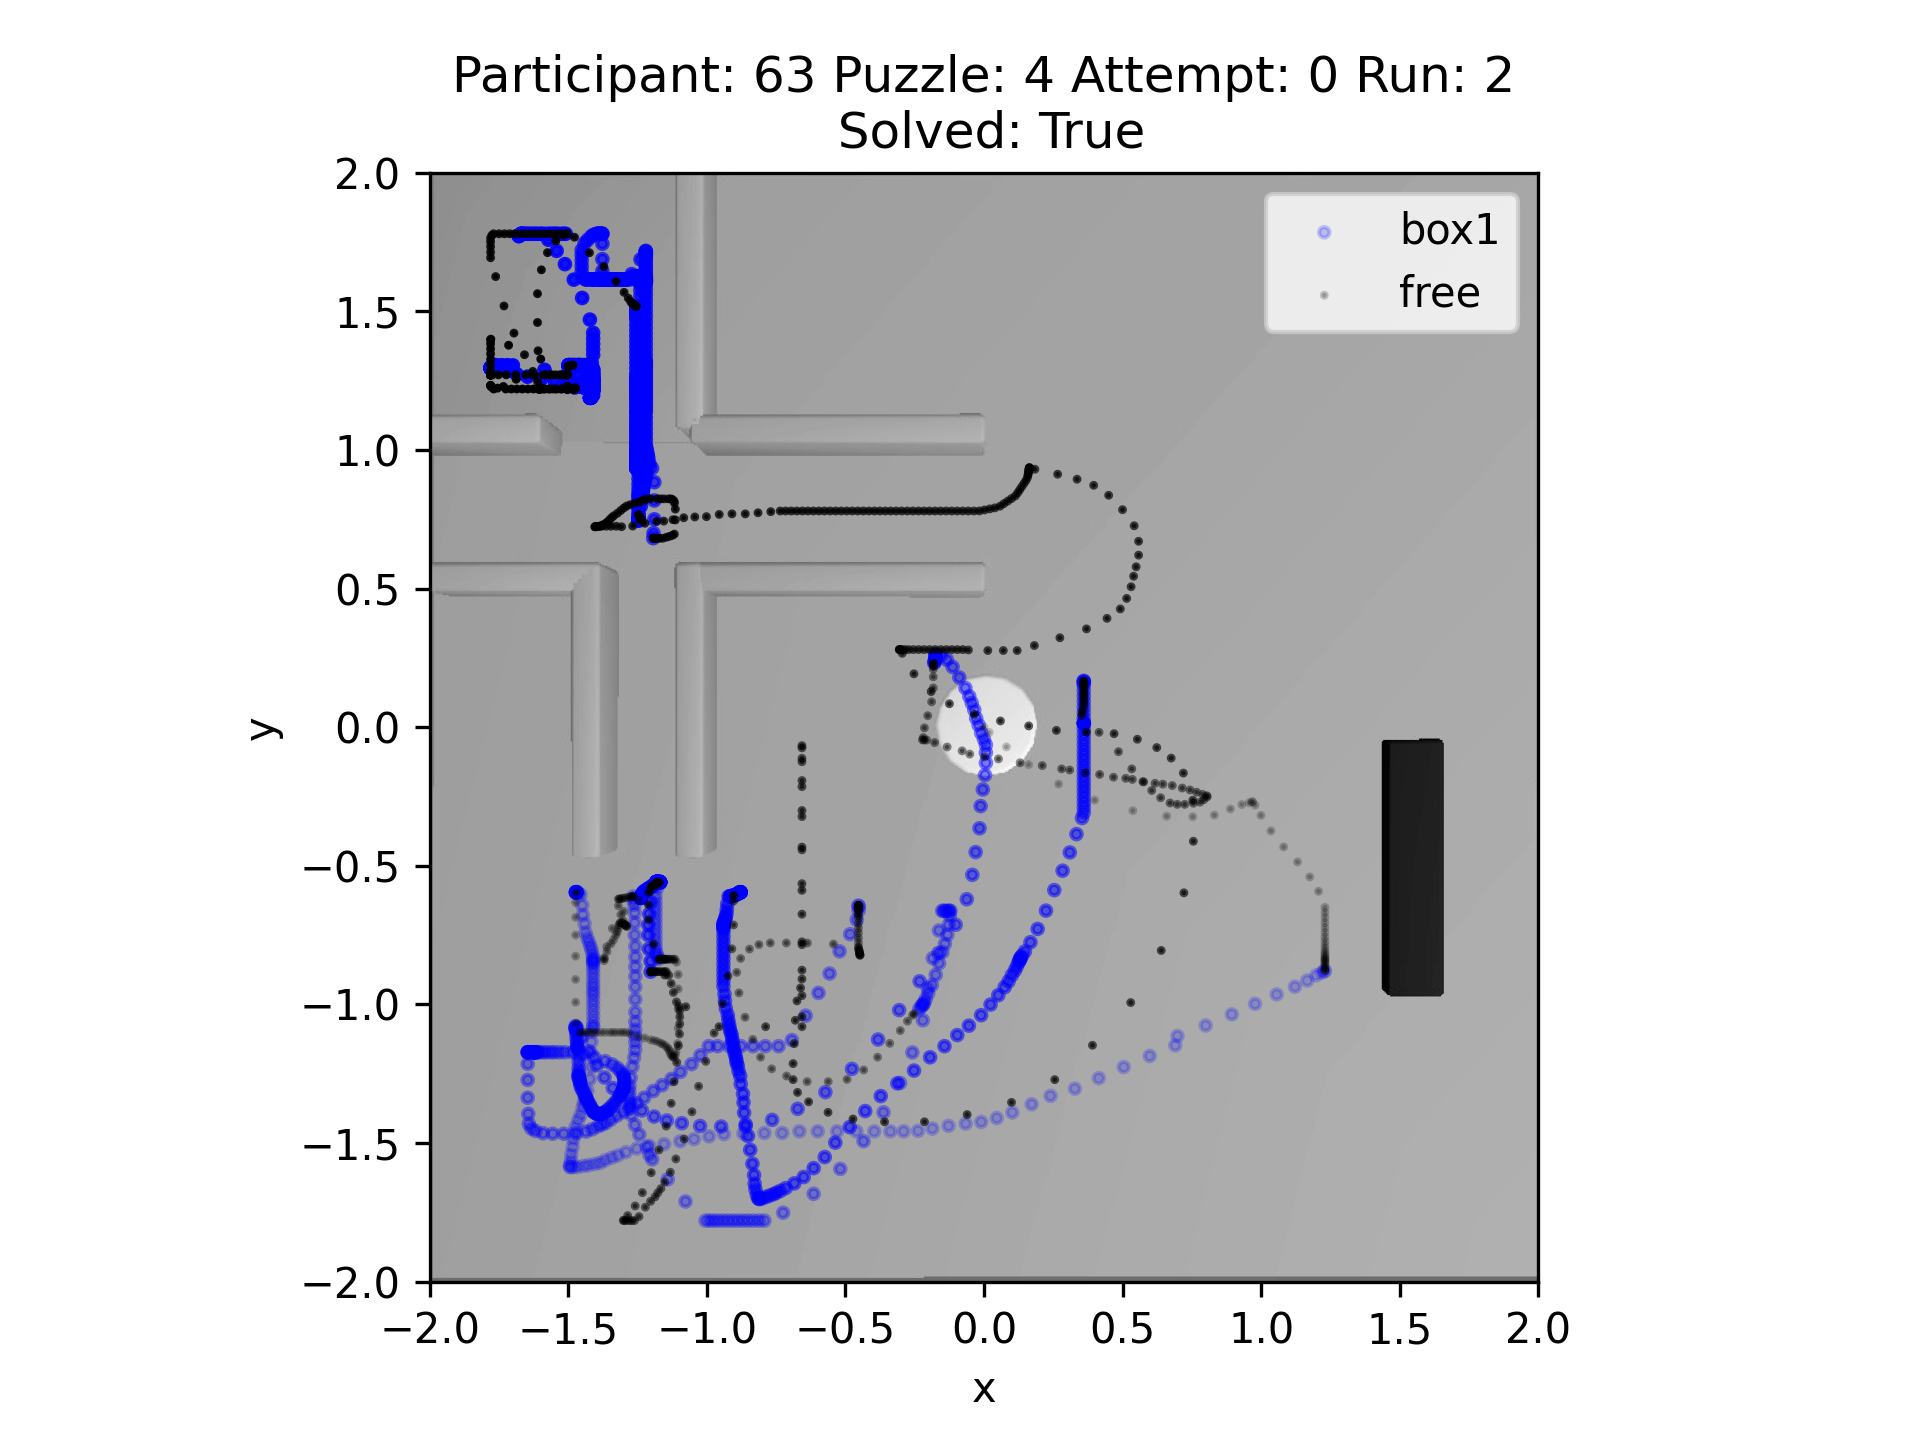 Participant: 63 Puzzle: 4 Attempt: 0 Run: 2
Solved: True
box1
free
2.0
1.5
1.0
0.5
0.0
−0.5
−1.0
−1.5
−2.0
y
−2.0 −1.5 −1.0 −0.5 0.0 0.5 1.0 1.5 2.0
x